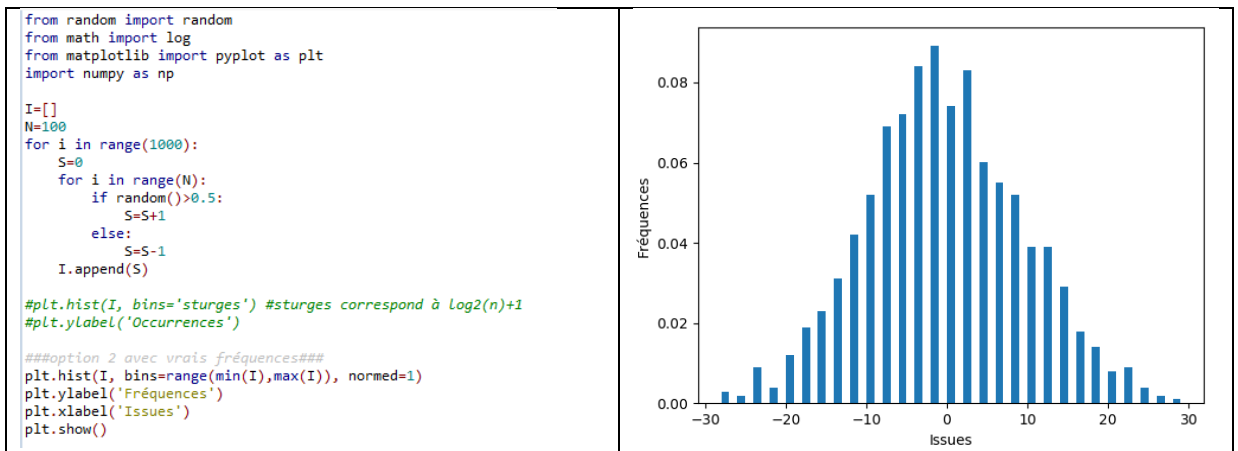 from random import random
from math import log
from matplotlib import pyplot as plt
import numpy as np

I=[]
N=100
for i in range(1000):
    S=0
    for i in range(N):
        if random()>0.5:
            S=S+1
        else:
            S=S-1
    I.append(S)

#plt.hist(I, bins='sturges') #sturges correspond à log2(n)+1
#plt.ylabel('Occurrences')

###option 2 avec vrais fréquences###
plt.hist(I, bins=range(min(I),max(I)), normed=1)
plt.ylabel('Fréquences')
plt.xlabel('Issues')
plt.show()
Fréquences
0.08
0.06
0.04
0.02
0.00
−30 −20 −10 0 10 20 30
Issues